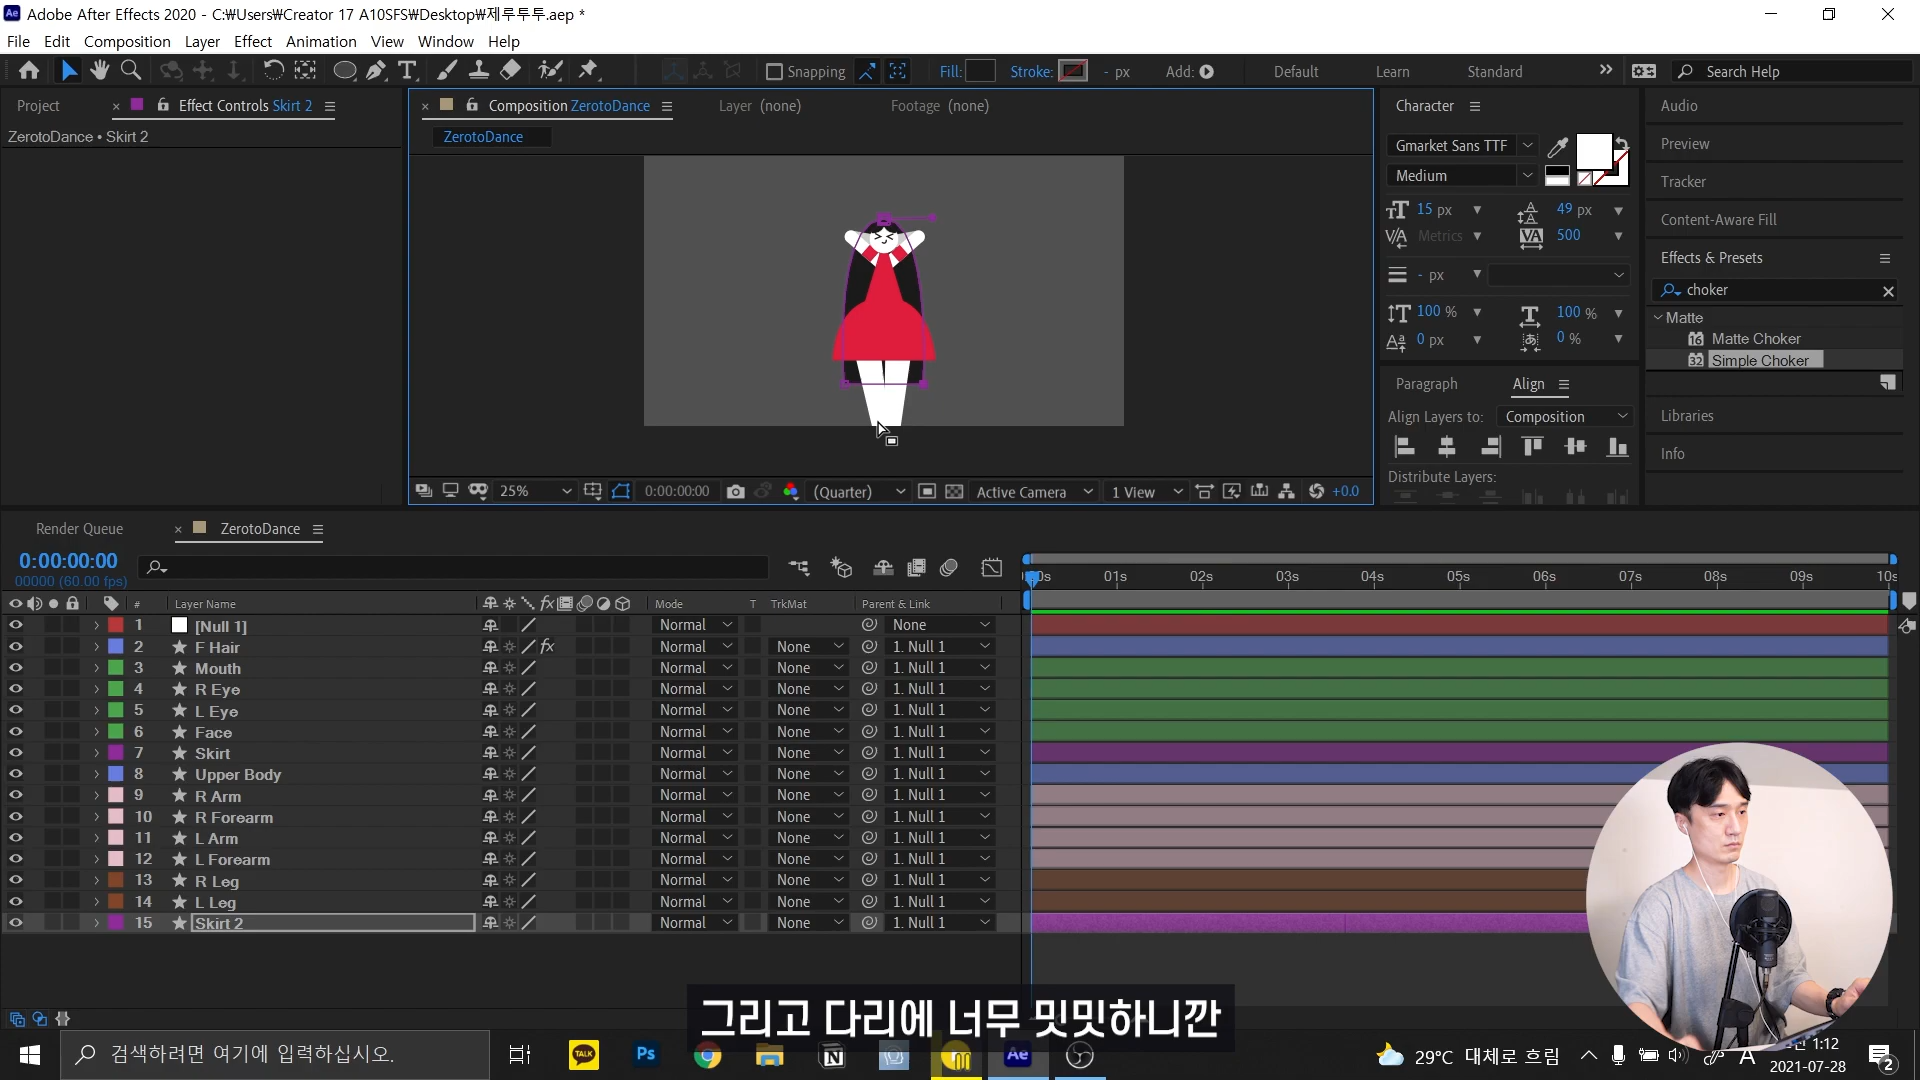 Adobe After Effects 2020 - C:₩Users₩Creator 17 A10SFS₩Desktop₩제루투투.aep *
File Edit Composition Layer Effect Animation View Window Help
Snapping Fill: Stroke: - px Add: Default Learn Standard Search Help
Project Effect Controls Skirt 2 Composition ZerotoDance Layer (none) Footage (none) Character Audio
ZerotoDance • Skirt 2
ZerotoDance
Gmarket Sans TTF
Medium
Preview
Tracker
15 px 49 px
Content-Aware Fill
Metrics 500
Effects & Presets
- px
choker
100 % 100 %
Matte
0 px 0 %
Matte Choker
Simple Choker
Paragraph Align
Align Layers to: Composition
Libraries
Info
Distribute Layers:
25% 0:00:00:00 (Quarter) Active Camera 1 View +0.0
Render Queue ZerotoDance
0:00:00:00
00000 (60.00 fps)
01s 02s 03s 04s 05s 06s 07s 08s 09s
# Layer Name fx Mode T TrkMat Parent & Link
1 [Null 1] Normal None
2 F Hair fx Normal None 1. Null 1
3 Mouth Normal None 1. Null 1
4 R Eye Normal None 1. Null 1
5 L Eye Normal None 1. Null 1
6 Face Normal None 1. Null 1
7 Skirt Normal None 1. Null 1
8 Upper Body Normal None 1. Null 1
9 R Arm Normal None 1. Null 1
10 R Forearm Normal None 1. Null 1
11 L Arm Normal None 1. Null 1
12 L Forearm Normal None 1. Null 1
13 R Leg Normal None 1. Null 1
14 L Leg Normal None 1. Null 1
15 Skirt 2 Normal None 1. Null 1
그리고 다리에 너무 밋밋하니깐
검색하려면 여기에 입력하십시오.
TALK Ps N Ae
29℃ 대체로 흐림 A 1:12
2021-07-28
2